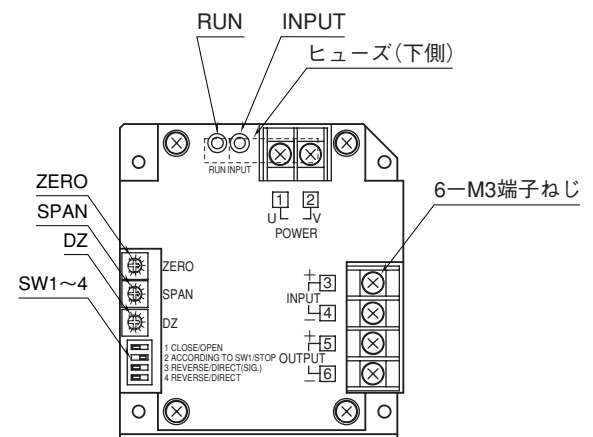 RUN
INPUT
ヒューズ(下側)
RUN INPUT
1
2
U
V
POWER
ZERO
SPAN
DZ
SW1～4
6－M3端子ねじ
ZERO
SPAN
DZ
1 CLOSE/OPEN
2 ACCORDING TO SW1/STOP
3 REVERSE/DIRECT(SIG.)
4 REVERSE/DIRECT
+
3
INPUT
－
4
+
5
OUTPUT
－
6